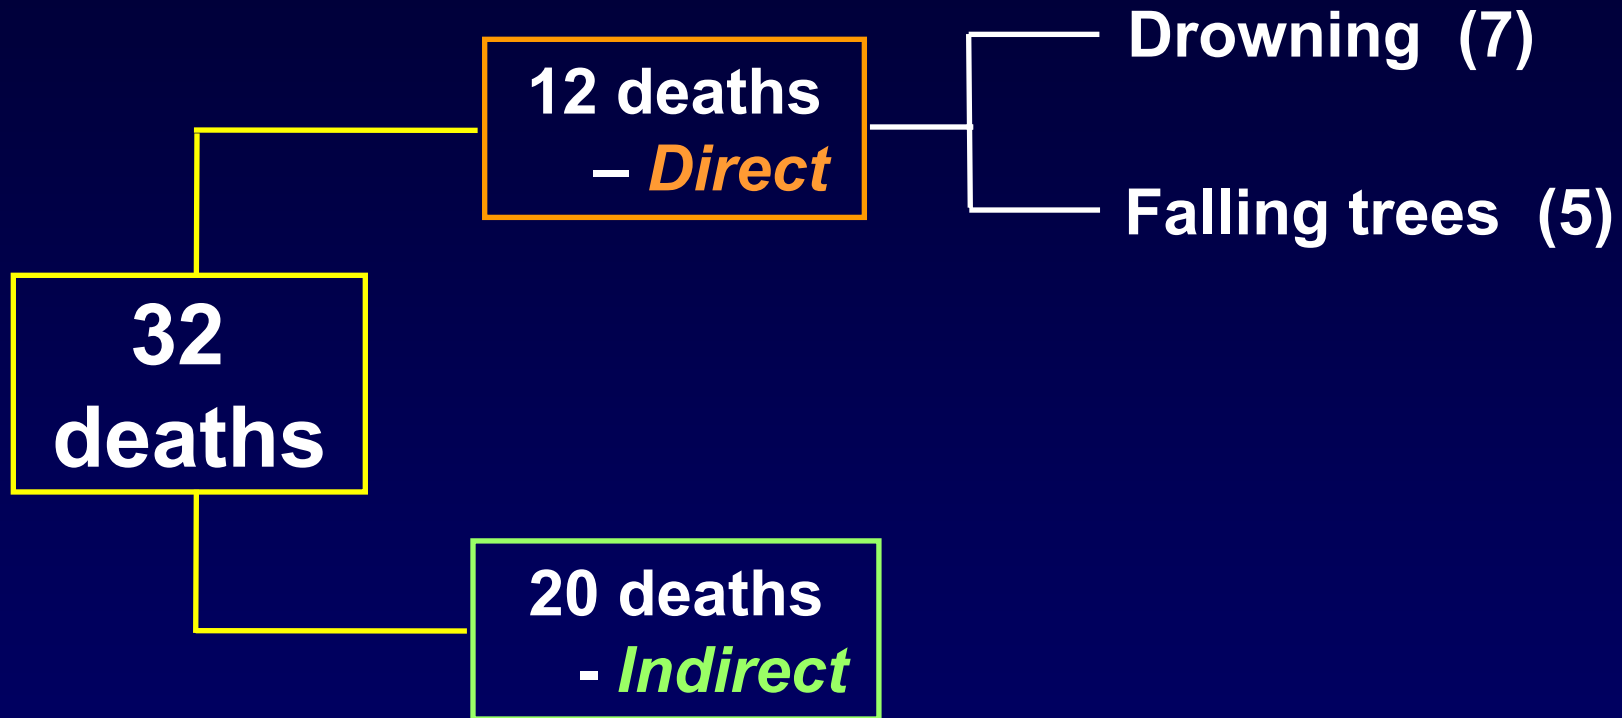 Drowning (7)
12 deaths
– Direct
Falling trees (5)
32
deaths
20 deaths
- Indirect